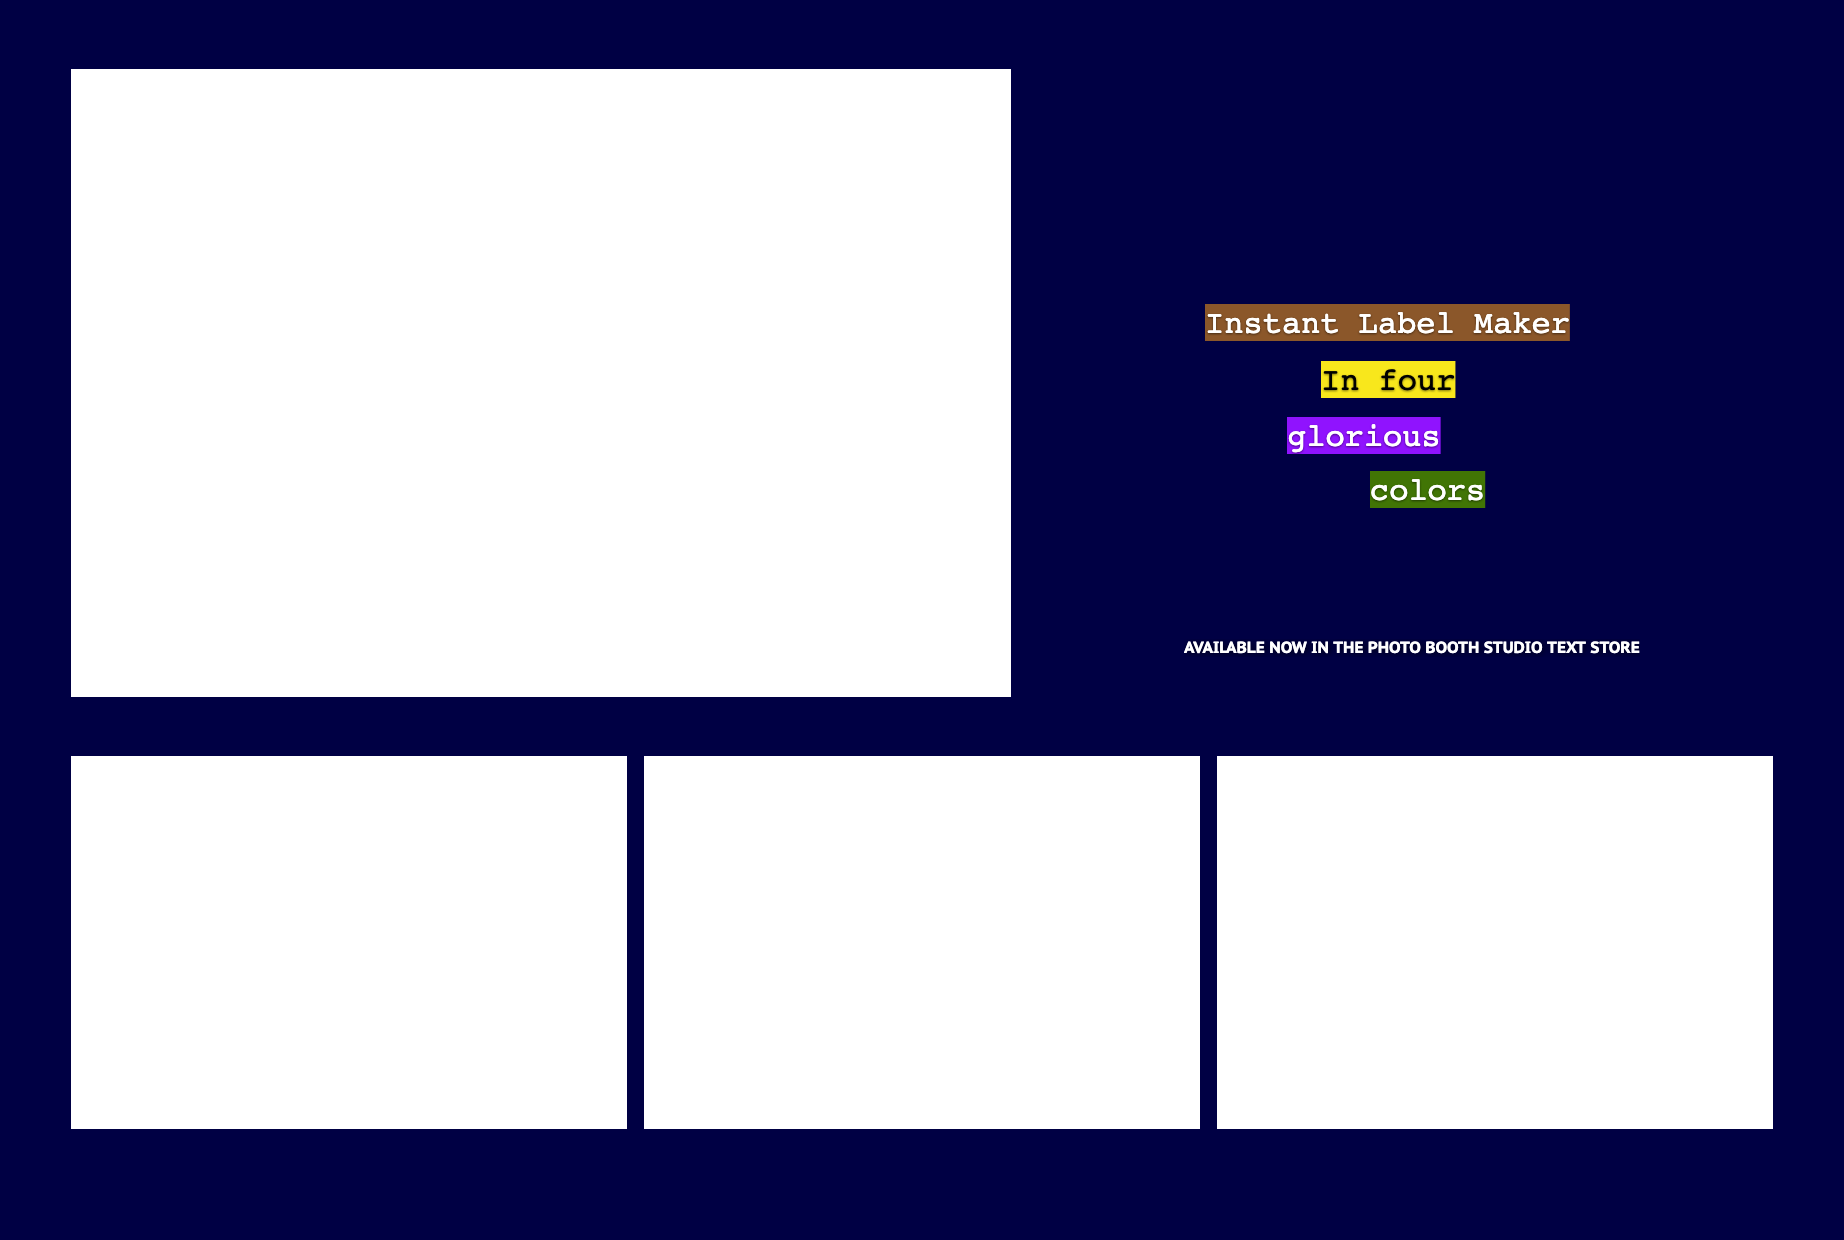 Instant Label Maker
In four
glorious
colors
AVAILABLE NOW IN THE PHOTO BOOTH STUDIO TEXT STORE